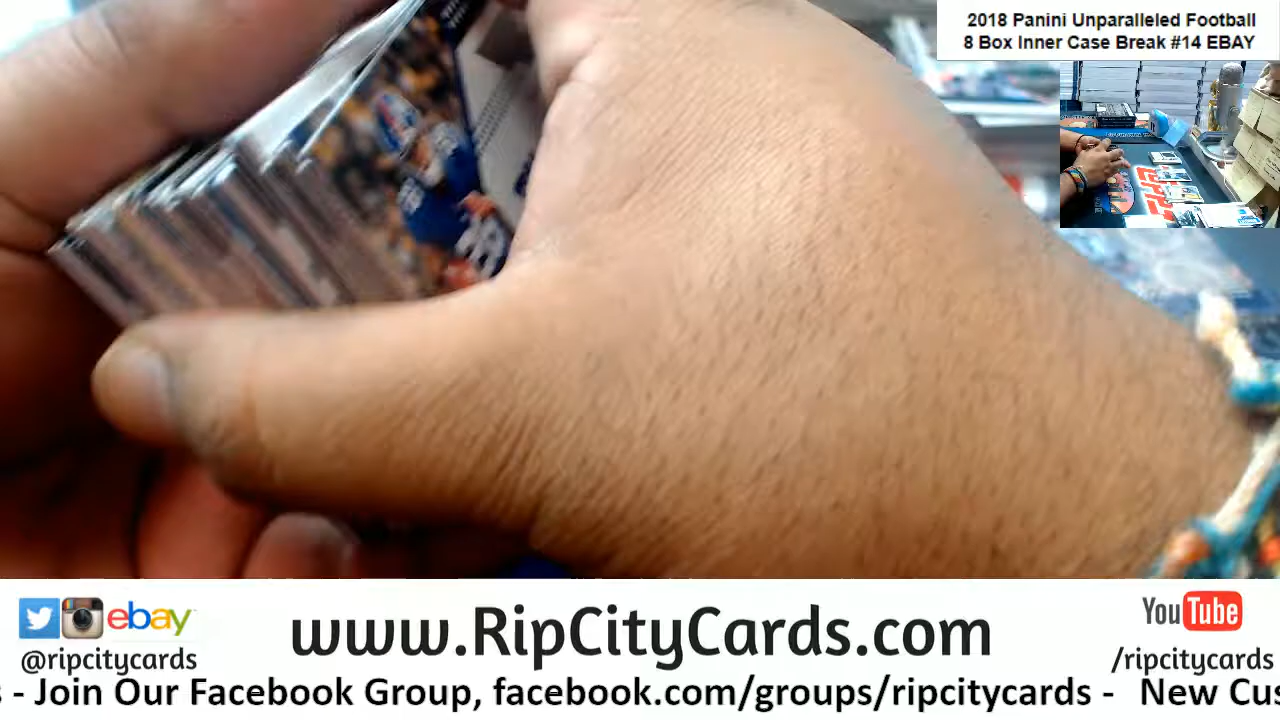 2018 Panini Unparalleled Football
8 Box Inner Case Break #14 EBAY
ebay
@ripcitycards
www.RipCityCards.com
YouTube
/ripcitycards
s - Join Our Facebook Group, facebook.com/groups/ripcitycards - New Cus